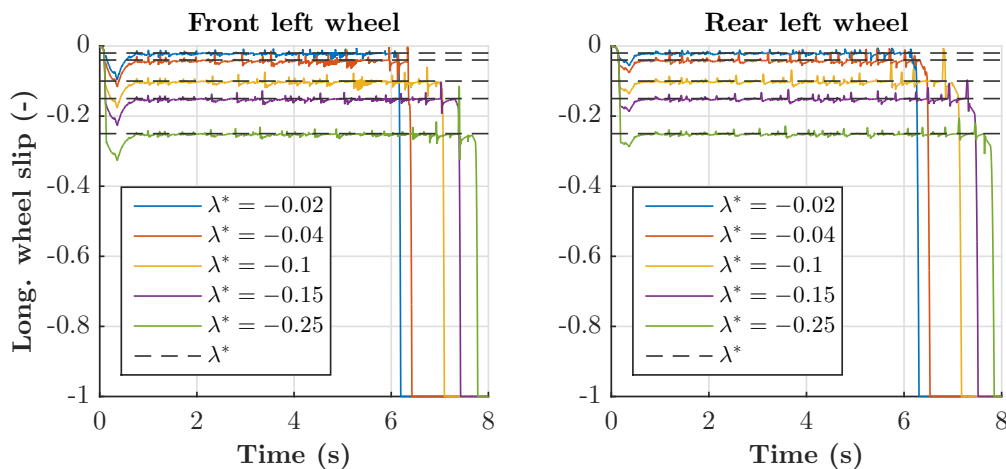 Front left wheel
Long. wheel slip (-)
0
-0.2
-0.4
-0.6
-0.8
-1
λ* = −0.02
λ* = −0.04
λ* = −0.1
λ* = −0.15
λ* = −0.25
λ*
0 2 4 6 8
Time (s)
Rear left wheel
0
-0.2
-0.4
-0.6
-0.8
-1
λ* = −0.02
λ* = −0.04
λ* = −0.1
λ* = −0.15
λ* = −0.25
λ*
0 2 4 6 8
Time (s)